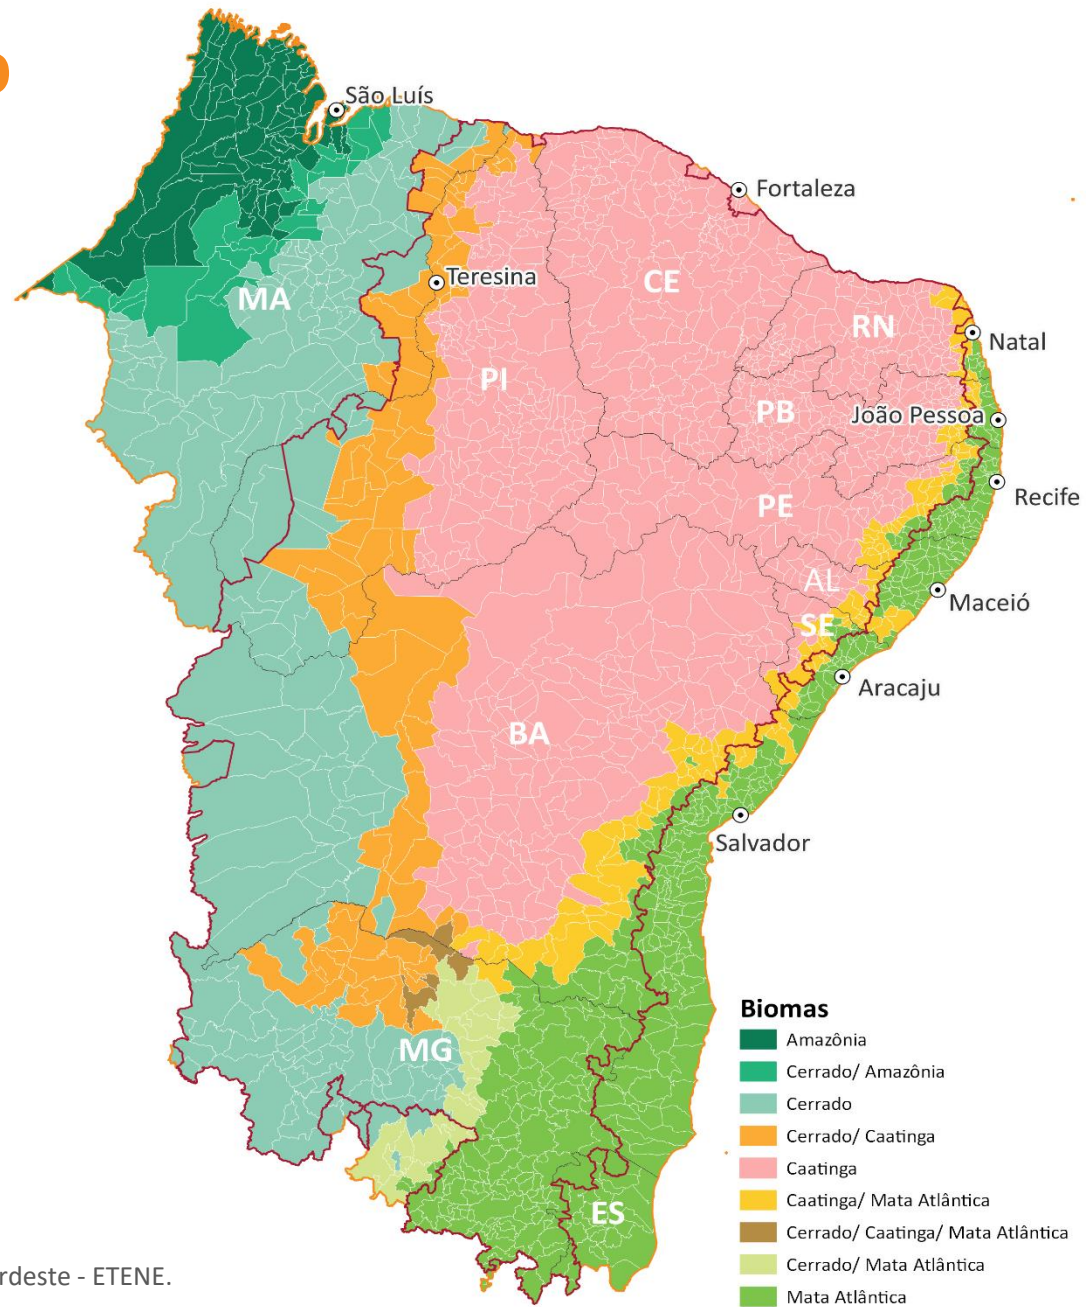 São Luís
Fortaleza
Teresina
CE
MA
RN
Natal
PI
PB
João Pessoa
Recife
PE
AL
Maceió
SE
Aracaju
BA
Salvador
MG
ES
Biomas
Amazônia
Cerrado/ Amazônia
Cerrado
Cerrado/ Caatinga
Caatinga
Caatinga/ Mata Atlântica
Cerrado/ Caatinga/ Mata Atlântica
Cerrado/ Mata Atlântica
Mata Atlântica
rdeste - ETENE.